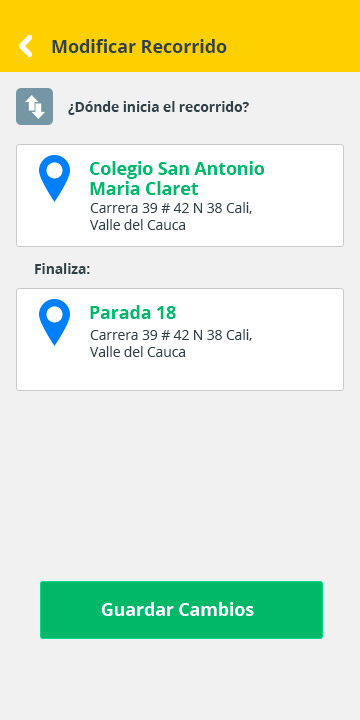 Modificar Recorrido
¿Dónde inicia el recorrido?
Colegio San Antonio
Maria Claret
Carrera 39 # 42 N 38 Cali,
Valle del Cauca
Finaliza:
Parada 18
Carrera 39 # 42 N 38 Cali,
Valle del Cauca
Guardar Cambios